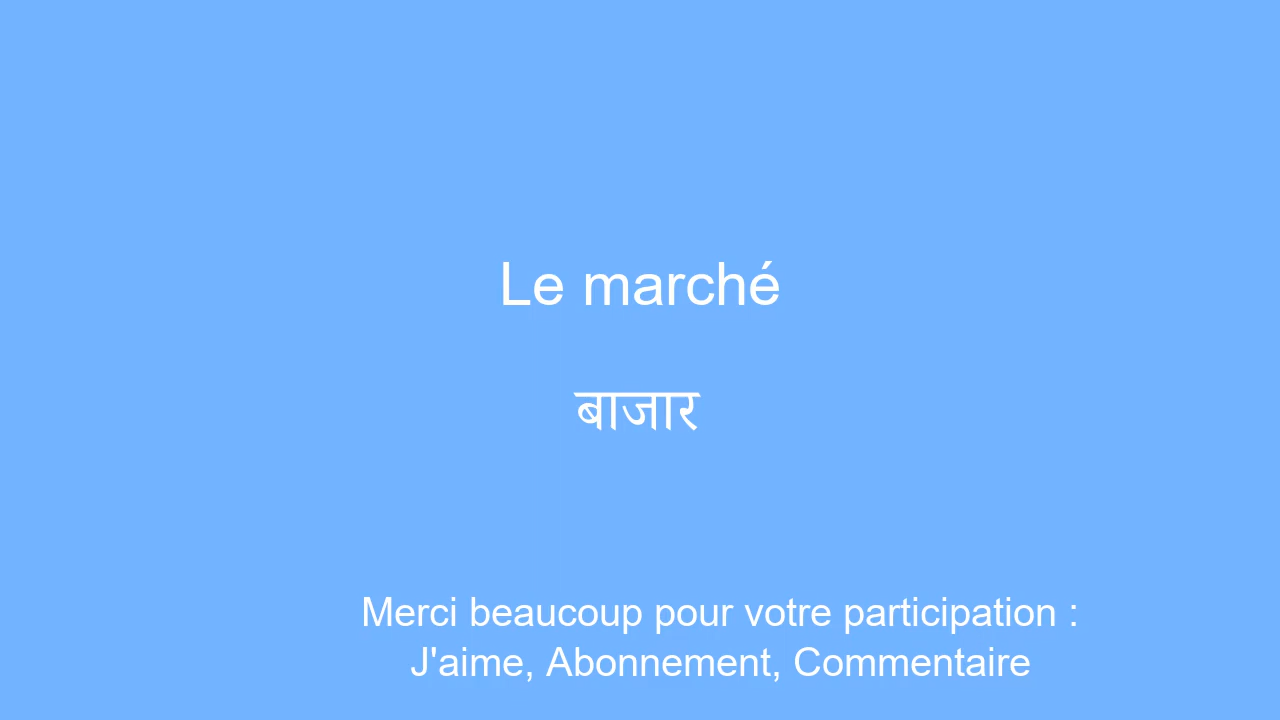 Le marché
बाजार
Merci beaucoup pour votre participation :
J'aime, Abonnement, Commentaire